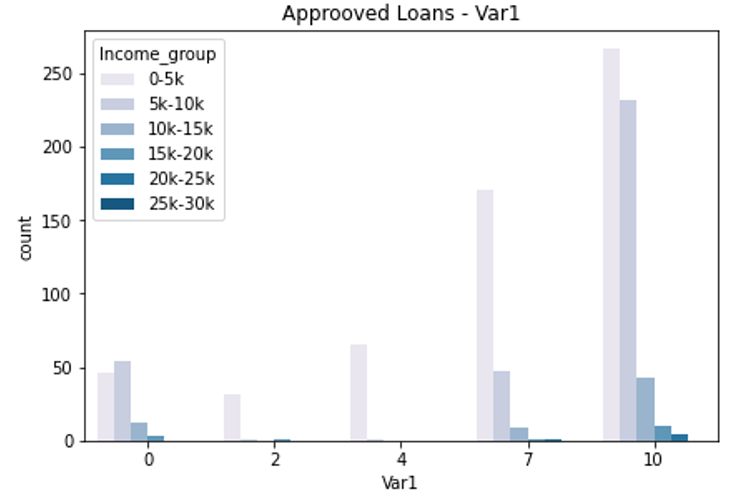 Approoved Loans - Var1
Income_group
0-5k
5k-10k
10k-15k
15k-20k
20k-25k
25k-30k
250
200
150
100
50
0
count
0 2 4 7 10
Var1